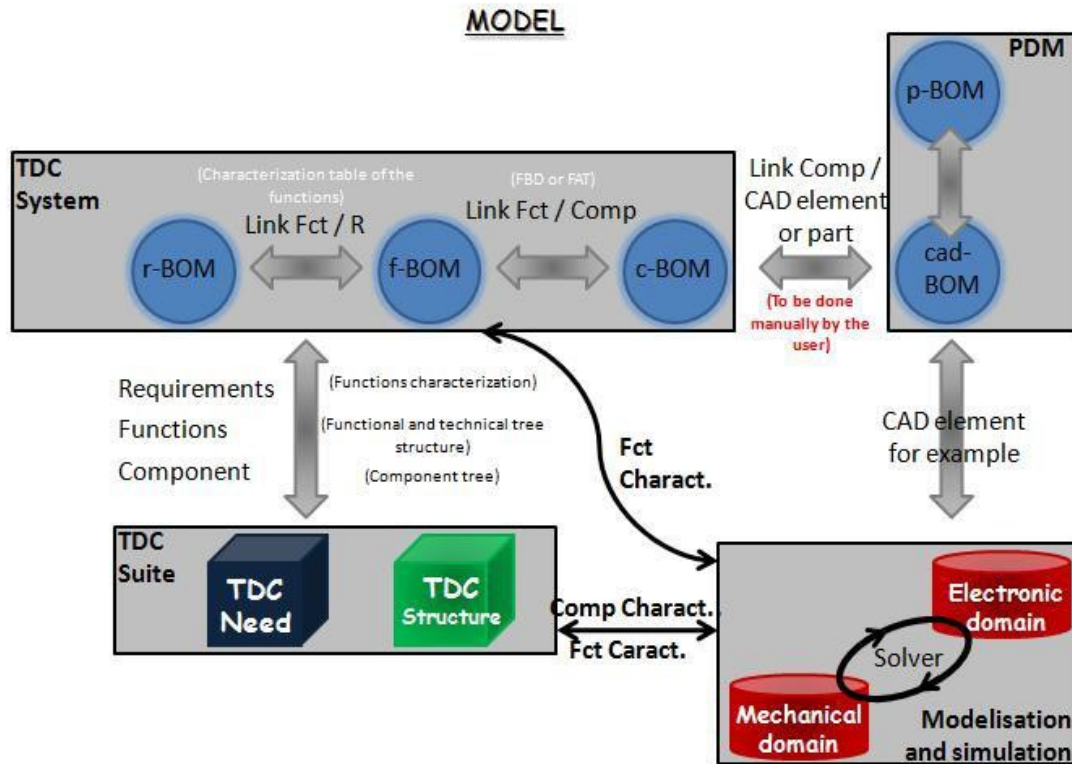 MODEL
PDM
p-BOM
cad-
BOM
TDC
System
(Characterization table of the
functions)
Link Fct / R
(FBD or FAT)
Link Fct / Comp
r-BOM
f-BOM
c-BOM
Link Comp /
CAD element
or part
(To be done
manually by the
user)
Requirements
Functions
Component
(Functions characterization)
(Functional and technical tree
structure)
(Component tree)
Fct
Charact.
CAD element
for example
TDC
Suite
TDC
Need
TDC
Structure
Comp Charact.
Fct Caract.
Electronic
domain
Solver
Mechanical
domain
Modelisation
and simulation